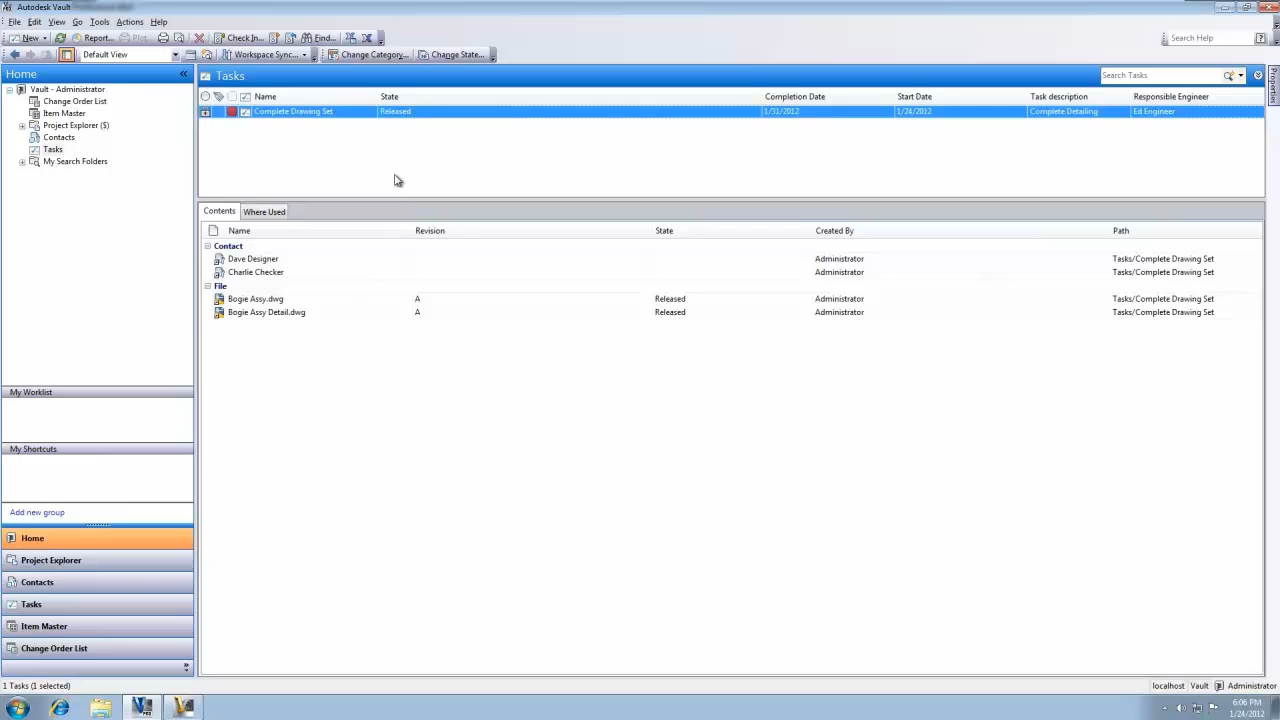 Autodesk Vault
File Edit View Go Tools Actions Help
New Report... Plot... Check In... Find... Search Help
Default View Workspace Sync... Change Category... Change State...
Home
Vault - Administrator
Change Order List
Item Master
Project Explorer ($)
Contacts
Tasks
My Search Folders
My Worklist
My Shortcuts
Add new group
Home
Project Explorer
Contacts
Tasks
Item Master
Change Order List
Tasks Search Tasks
Name State Completion Date Start Date Task description Responsible Engineer
Complete Drawing Set Released 1/31/2012 1/24/2012 Complete Detailing Ed Engineer
Contents Where Used
Name Revision State Created By Path
Contact
Dave Designer Administrator Tasks/Complete Drawing Set
Charlie Checker Administrator Tasks/Complete Drawing Set
File
Bogie Assy.dwg A Released Administrator Tasks/Complete Drawing Set
Bogie Assy Detail.dwg A Released Administrator Tasks/Complete Drawing Set
Properties
1 Tasks (1 selected) localhost Vault Administrator
6:06 PM
1/24/2012